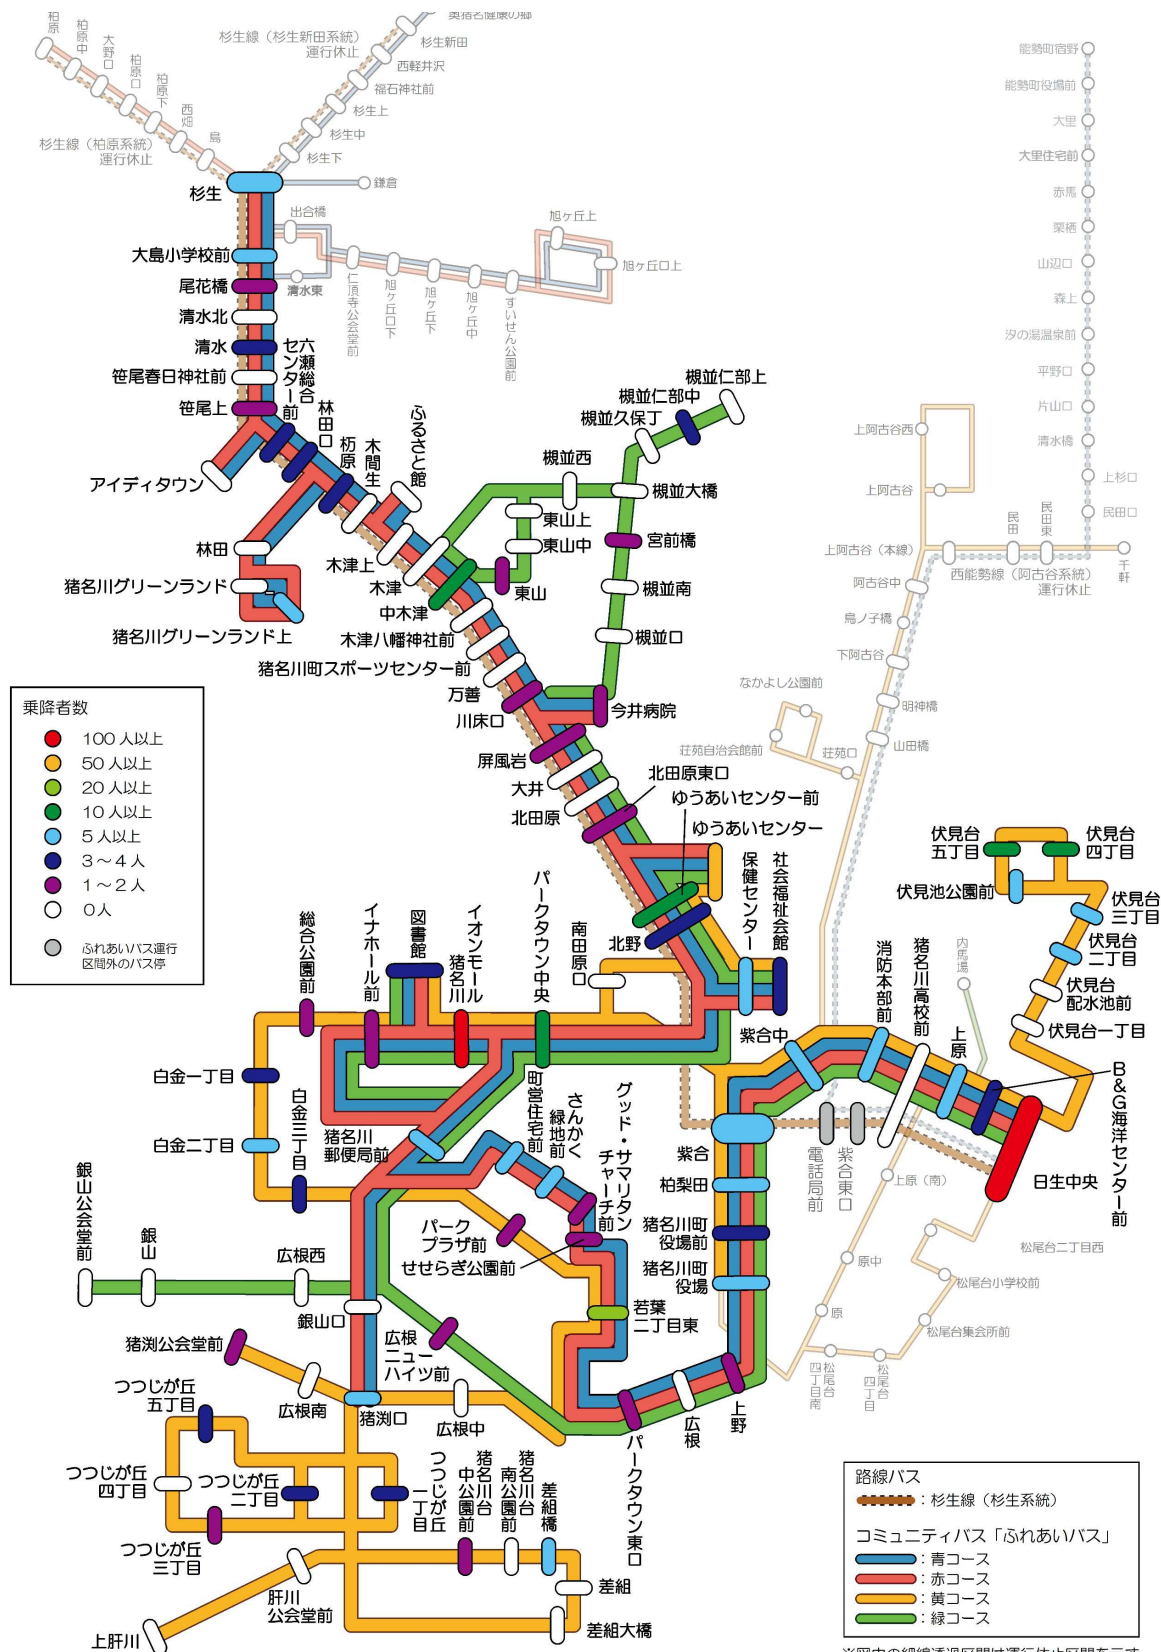 柏原
柏原中
大野口
柏原口
柏原下
西畑
島
杉生線（柏原系統）
運行休止
杉生線（杉生新田系統）
運行休止
奥猪名健康の郷
杉生新田
西軽井沢
福石神社前
杉生上
杉生中
杉生下
杉生
鎌倉
出合橋
清水東
仁頂寺公会堂前
旭ヶ丘口下
旭ヶ丘下
旭ヶ丘中
すいせん公園前
旭ヶ丘上
旭ヶ丘口上
大島小学校前
尾花橋
清水北
清水
笹尾春日神社前
笹尾上
六瀬総合
センター前
林田口
アイディタウン
杤原
木間生
ふるさと館
林田
猪名川グリーンランド
猪名川グリーンランド上
木津上
木津
中木津
木津八幡神社前
猪名川町スポーツセンター前
万善
川床口
屏風岩
大井
北田原
北田原東口
ゆうあいセンター前
ゆうあいセンター
北野
槻並仁部上
槻並仁部中
槻並久保丁
槻並西
槻並大橋
東山上
東山中
東山
宮前橋
槻並南
槻並口
今井病院
能勢町宿野
能勢町役場前
大里
大里住宅前
赤馬
栗栖
山辺口
森上
汐の湯温泉前
平野口
片山口
清水橋
上杉口
民田口
民田東
民田
千軒
西能勢線（阿古谷系統）
運行休止
上阿古谷西
上阿古谷
上阿古谷（本線）
阿古谷中
鳥ノ子橋
下阿古谷
明神橋
山田橋
なかよし公園前
荘苑自治会館前
荘苑口
乗降者数
100 人以上
50 人以上
20 人以上
10 人以上
5 人以上
3～4 人
1～2 人
0人
ふれあいバス運行
区間外のバス停
保健センター
社会福祉会館
伏見台
五丁目
伏見台
四丁目
伏見池公園前
伏見台
三丁目
伏見台
二丁目
伏見台
配水池前
伏見台一丁目
内馬場
猪名川高校前
消防本部前
上原
B＆G海洋センター前
日生中央
総合公園前
イナホール前
図書館
イオンモール
猪名川
パークタウン中央
南田原口
紫合中
白金一丁目
白金二丁目
白金三丁目
猪名川
郵便局前
町営住宅前
さんかく
緑地前
グッド・サマリタン
チャーチ前
紫合
柏梨田
猪名川町
役場前
猪名川町
役場
電話局前
紫合東口
上原（南）
原中
原
松尾台
四丁目南
松尾台
四丁目
松尾台集会所前
松尾台小学校前
松尾台二丁目西
銀山公会堂前
銀山
広根西
銀山口
パーク
プラザ前
せせらぎ公園前
若葉
二丁目東
広根
ニュー
ハイツ前
猪渕公会堂前
広根南
猪渕口
広根中
パークタウン東口
広根
上野
つつじが丘
五丁目
つつじが丘
四丁目
つつじが丘
二丁目
つつじが丘
三丁目
つつじが丘
一丁目
猪名川台
中公園前
猪名川台
南公園前
差組橋
差組
差組大橋
肝川
公会堂前
上肝川
路線バス
：杉生線（杉生系統）
コミュニティバス「ふれあいバス」
：青コース
：赤コース
：黄コース
：緑コース
※図中の細線透過区間は運行休止区間を示す